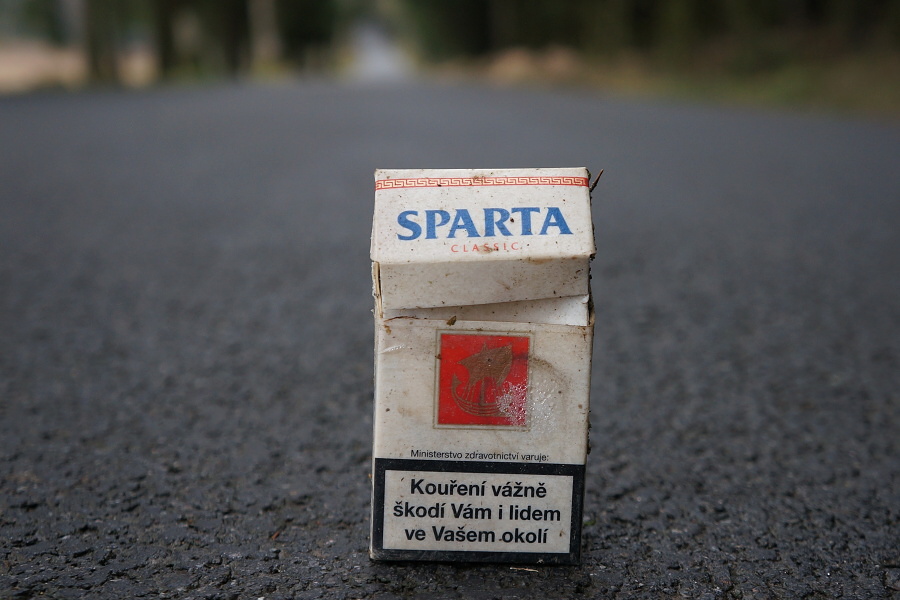 SPARTA
CLASSIC
Ministerstvo zdravotnictví varuje:
Kouření vážně
škodí Vám i lidem
ve Vašem okolí